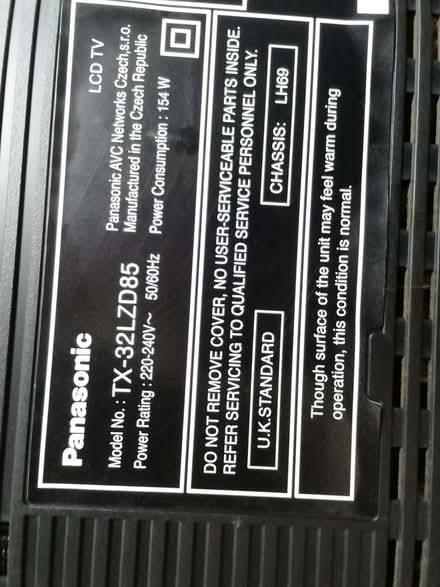 Panasonic
LCD TV
Model No.: TX-32LZD85
Power Rating : 220-240V~ 50/60Hz
Panasonic AVC Networks Czech,s.r.o.
Manufactured in the Czech Republic
Power Consumption : 154 W
DO NOT REMOVE COVER, NO USER-SERVICEABLE PARTS INSIDE.
REFER SERVICING TO QUALIFIED SERVICE PERSONNEL ONLY.
U.K.STANDARD
CHASSIS: LH69
Though surface of the unit may feel warm during
operation, this condition is normal.